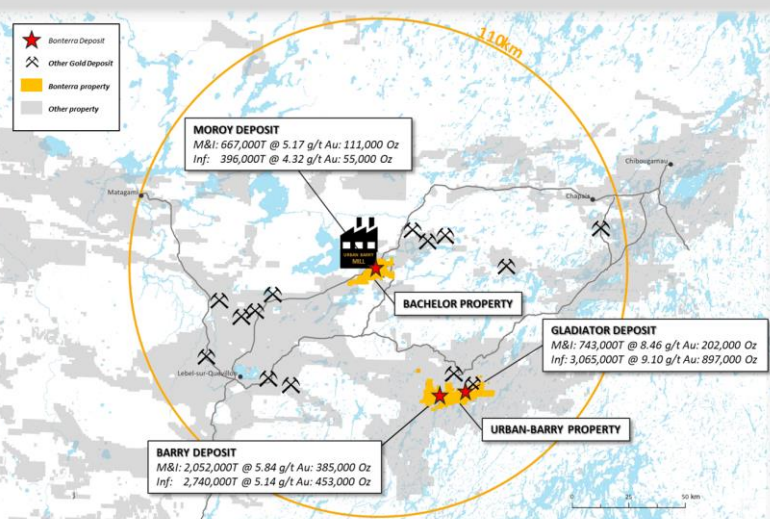 Bonterra Deposit
Other Gold Deposit
Bonterra property
Other property
110km
MOROY DEPOSIT
M&I: 667,000T @ 5.17 g/t Au: 111,000 Oz
Inf: 396,000T @ 4.32 g/t Au: 55,000 Oz
Chibougamau
Matagami
Chapais
URBAN BARRY
MILL
BACHELOR PROPERTY
GLADIATOR DEPOSIT
M&I: 743,000T @ 8.46 g/t Au: 202,000 Oz
Inf: 3,065,000T @ 9.10 g/t Au: 897,000 Oz
Lebel-sur-Quévillon
URBAN-BARRY PROPERTY
BARRY DEPOSIT
M&I: 2,052,000T @ 5.84 g/t Au: 385,000 Oz
Inf: 2,740,000T @ 5.14 g/t Au: 453,000 Oz
0 25 50 km